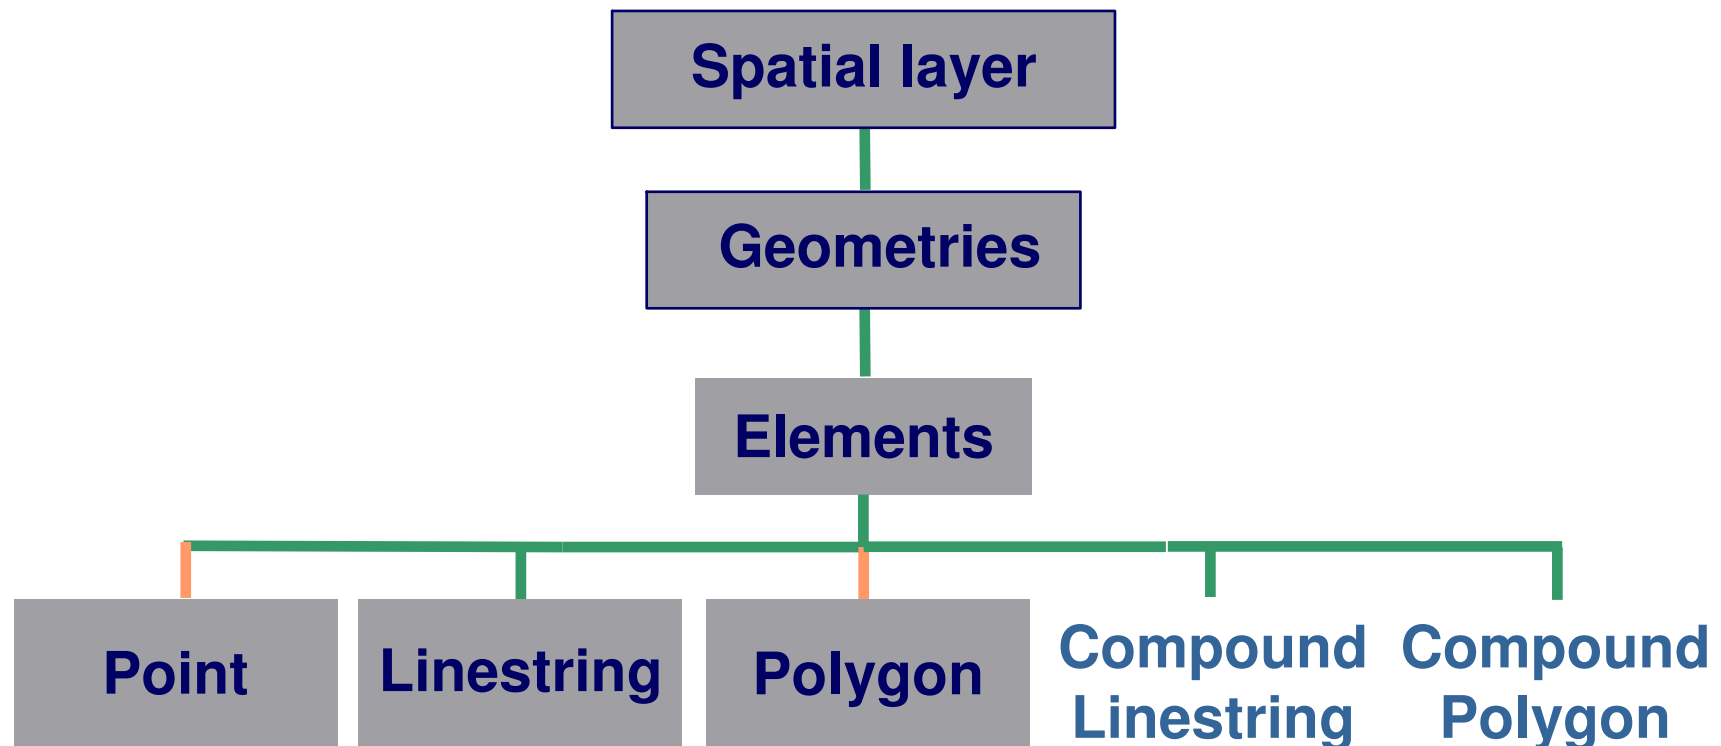 Spatial layer
Geometries
Elements
Point
Linestring
Polygon
Compound
Linestring
Compound
Polygon